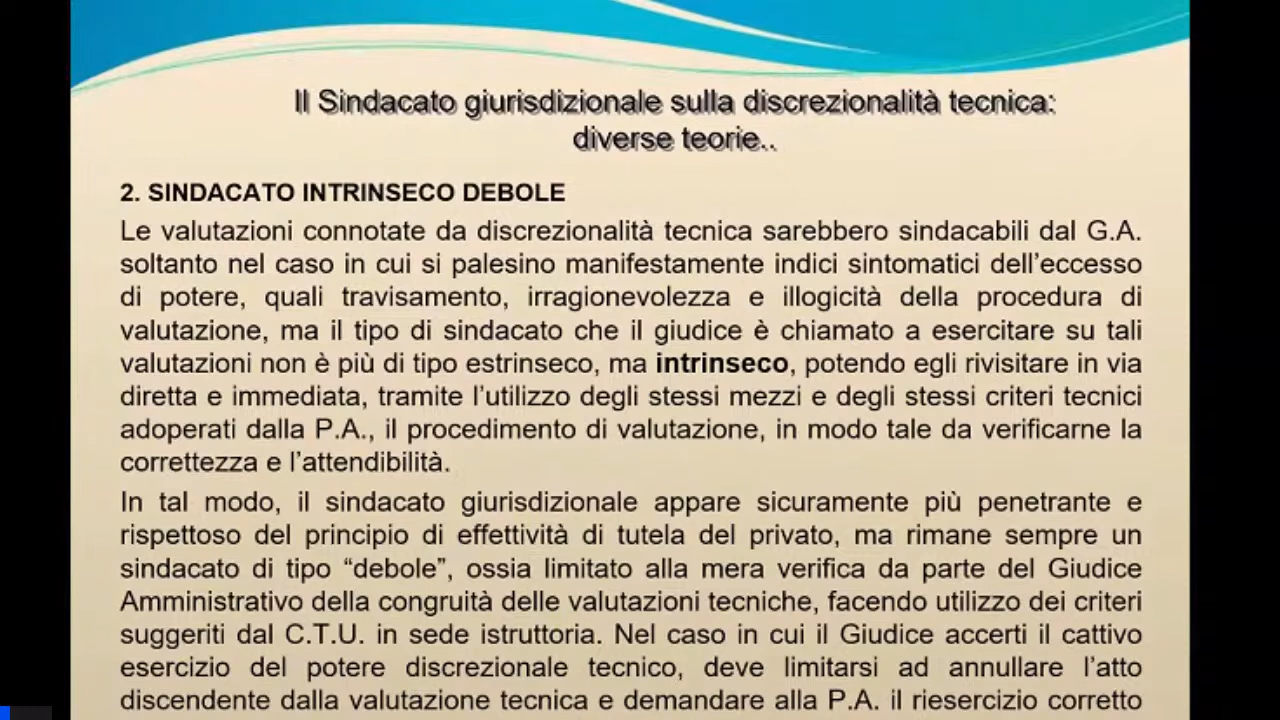 Il Sindacato giurisdizionale sulla discrezionalità tecnica:
diverse teorie..
2. SINDACATO INTRINSECO DEBOLE
Le valutazioni connotate da discrezionalità tecnica sarebbero sindacabili dal G.A.
soltanto nel caso in cui si palesino manifestamente indici sintomatici dell’eccesso
di potere, quali travisamento, irragionevolezza e illogicità della procedura di
valutazione, ma il tipo di sindacato che il giudice è chiamato a esercitare su tali
valutazioni non è più di tipo estrinseco, ma intrinseco, potendo egli rivisitare in via
diretta e immediata, tramite l’utilizzo degli stessi mezzi e degli stessi criteri tecnici
adoperati dalla P.A., il procedimento di valutazione, in modo tale da verificarne la
correttezza e l’attendibilità.
In tal modo, il sindacato giurisdizionale appare sicuramente più penetrante e
rispettoso del principio di effettività di tutela del privato, ma rimane sempre un
sindacato di tipo “debole”, ossia limitato alla mera verifica da parte del Giudice
Amministrativo della congruità delle valutazioni tecniche, facendo utilizzo dei criteri
suggeriti dal C.T.U. in sede istruttoria. Nel caso in cui il Giudice accerti il cattivo
esercizio del potere discrezionale tecnico, deve limitarsi ad annullare l’atto
discendente dalla valutazione tecnica e demandare alla P.A. il riesercizio corretto